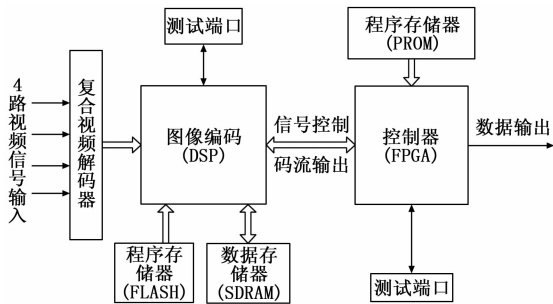 测试端口
程序存储器
(PROM)
4路视频信号输入
复合视频解码器
图像编码
(DSP)
信号控制
码流输出
控制器
(FPGA)
数据输出
程序存
储器
(FLASH)
数据存
储器
(SDRAM)
测试端口